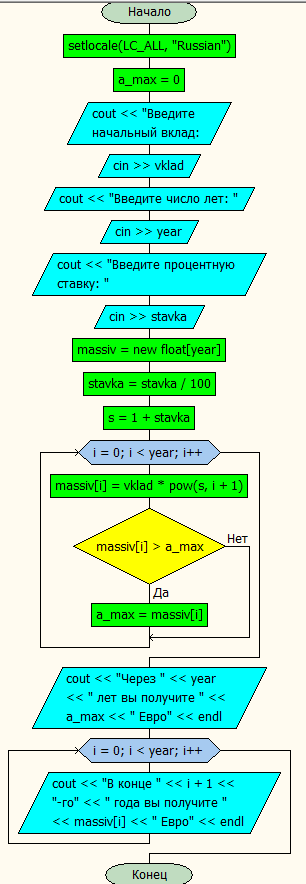 Начало
setlocale(LC_ALL, "Russian")
a_max = 0
cout << "Введите
начальный вклад:
cin >> vklad
cout << "Введите число лет: "
cin >> year
cout << "Введите процентную
ставку: "
cin >> stavka
massiv = new float[year]
stavka = stavka / 100
s = 1 + stavka
i = 0; i < year; i++
massiv[i] = vklad * pow(s, i + 1)
massiv[i] > a_max
Нет
Да
a_max = massiv[i]
cout << "Через " << year
<< " лет вы получите " <<
a_max << " Евро" << endl
i = 0; i < year; i++
cout << "В конце " << i + 1 <<
"-го" << " года вы получите "
<< massiv[i] << " Евро" << endl
Конец